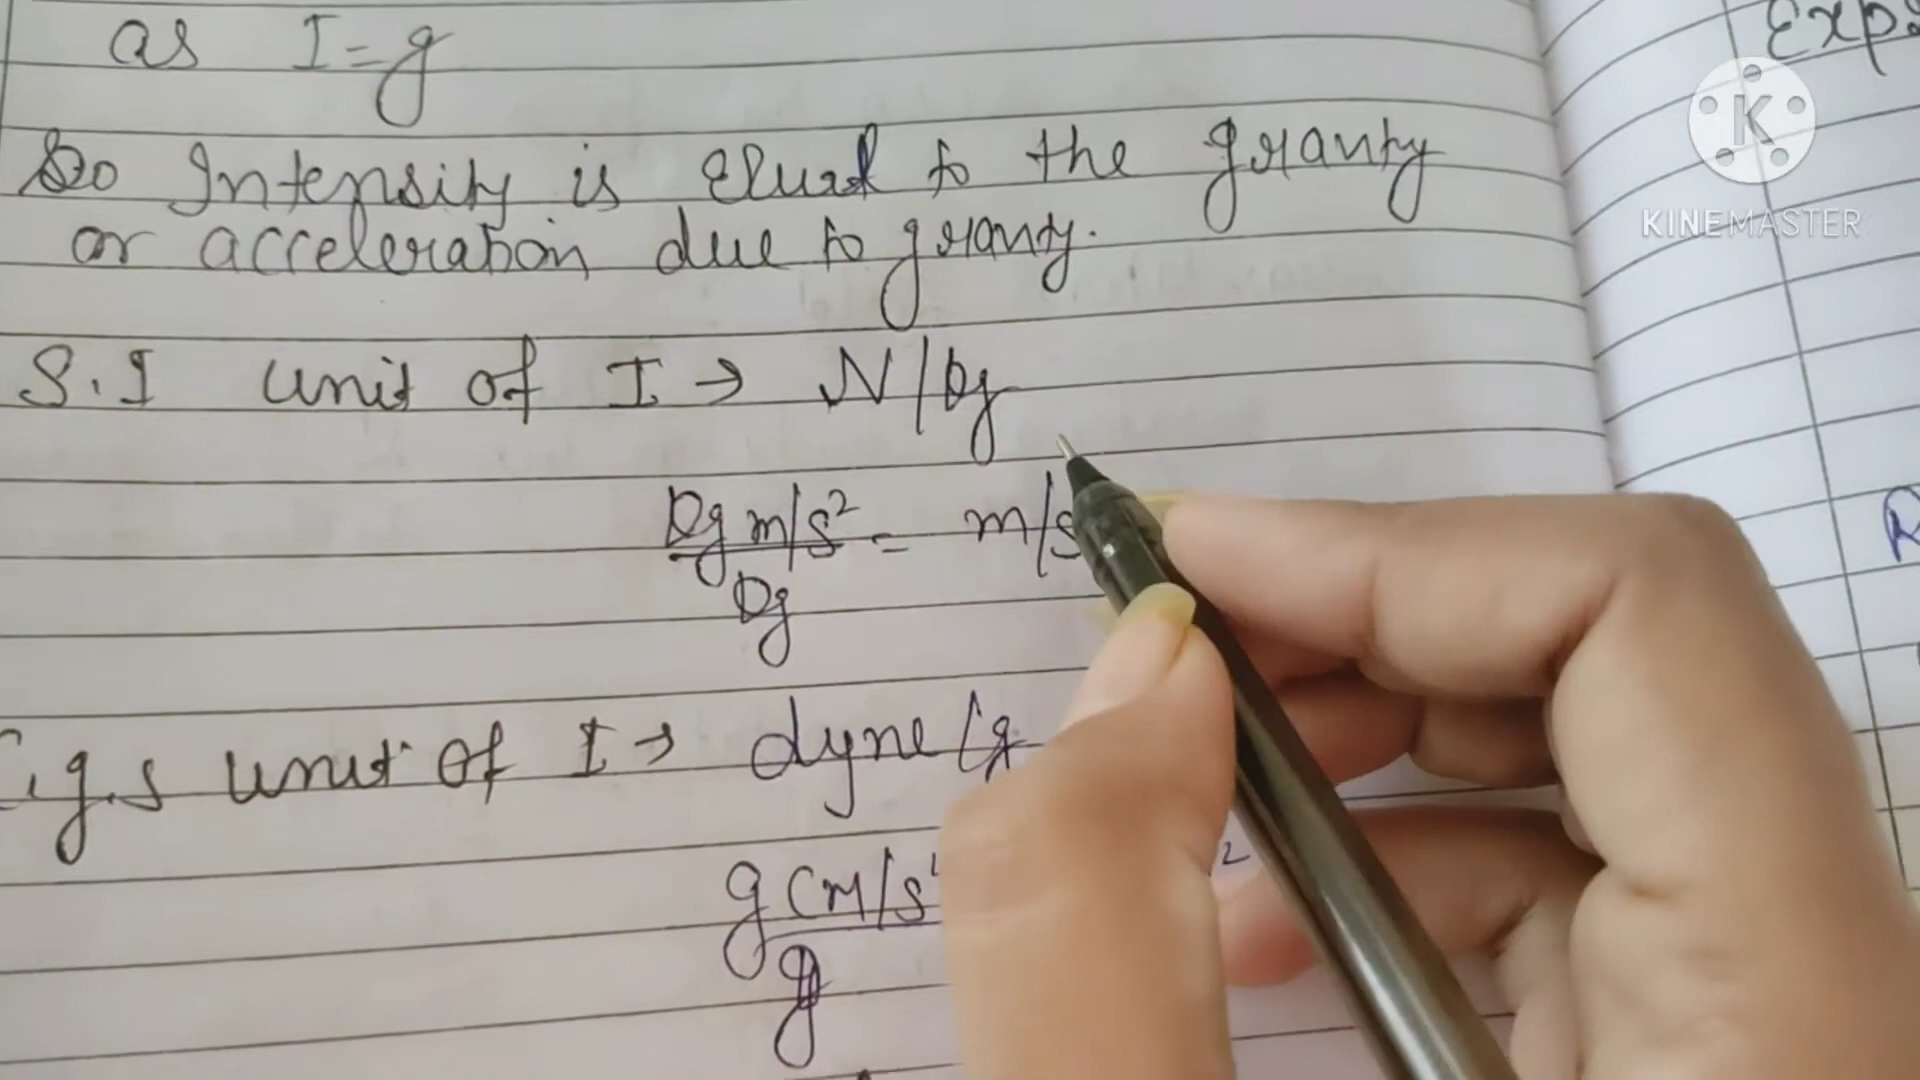 as I = g
Exp
KINEMASTER
So Intensity is equal to the gravity
or acceleration due to gravity.
S.I unit of I → N/kg
kg m/s² = m/s
kg
C.g.s unit of I → dyne/g
g cm/s 2
g